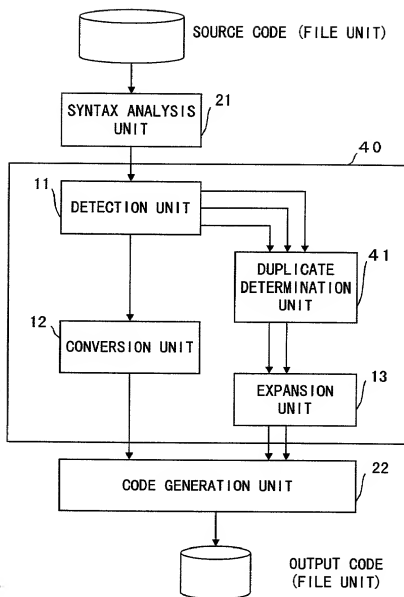 SOURCE CODE (FILE UNIT)
SYNTAX ANALYSIS
UNIT
21
40
11
DETECTION UNIT
DUPLICATE
DETERMINATION
UNIT
41
12
CONVERSION UNIT
EXPANSION
UNIT
13
CODE GENERATION UNIT
22
OUTPUT CODE
(FILE UNIT)